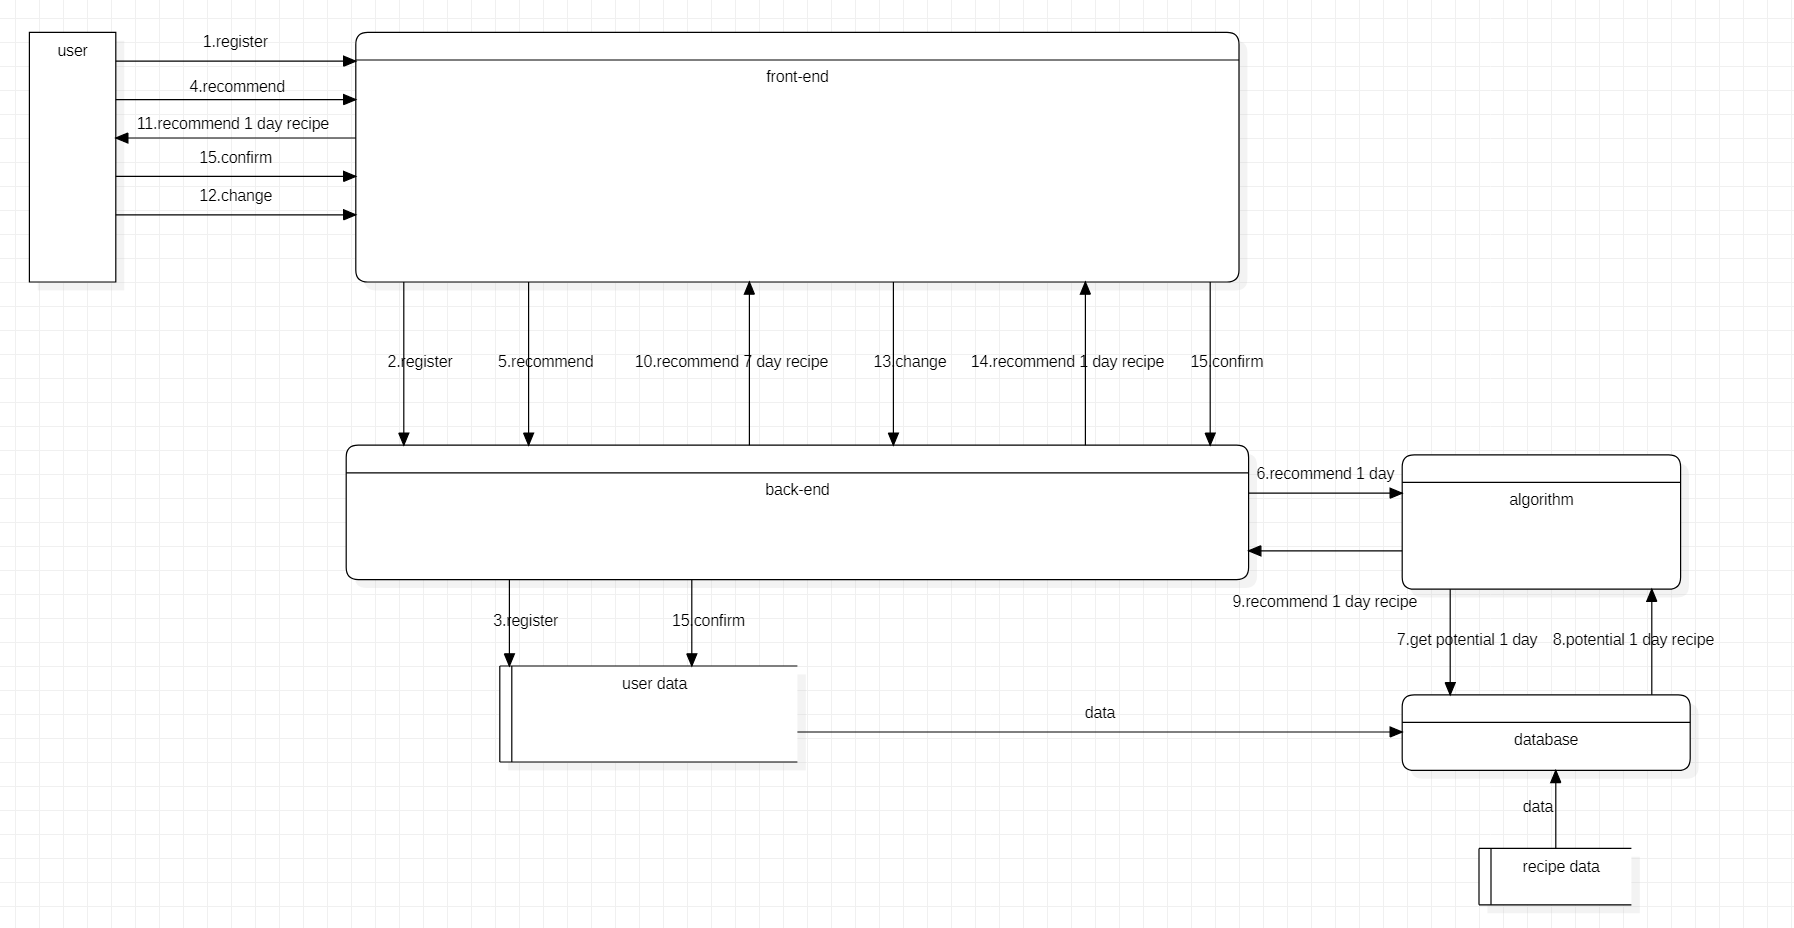 user
1.register
4.recommend
11.recommend 1 day recipe
15.confirm
12.change
front-end
2.register
5.recommend
10.recommend 7 day recipe
13.change
14.recommend 1 day recipe
15.confirm
back-end
6.recommend 1 day
algorithm
9.recommend 1 day recipe
3.register
15.confirm
7.get potential 1 day
8.potential 1 day recipe
user data
data
database
data
recipe data